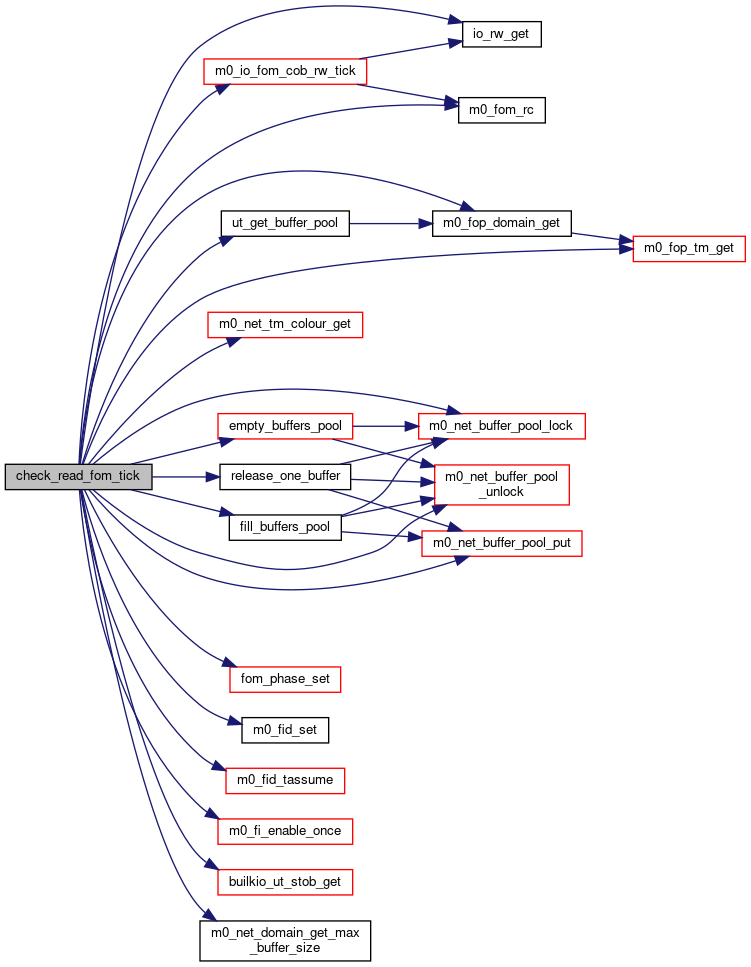 io_rw_get
m0_io_fom_cob_rw_tick
m0_fom_rc
ut_get_buffer_pool
m0_fop_domain_get
m0_fop_tm_get
m0_net_tm_colour_get
empty_buffers_pool
m0_net_buffer_pool_lock
check_read_fom_tick
release_one_buffer
m0_net_buffer_pool
_unlock
fill_buffers_pool
m0_net_buffer_pool_put
fom_phase_set
m0_fid_set
m0_fid_tassume
m0_fi_enable_once
builkio_ut_stob_get
m0_net_domain_get_max
_buffer_size